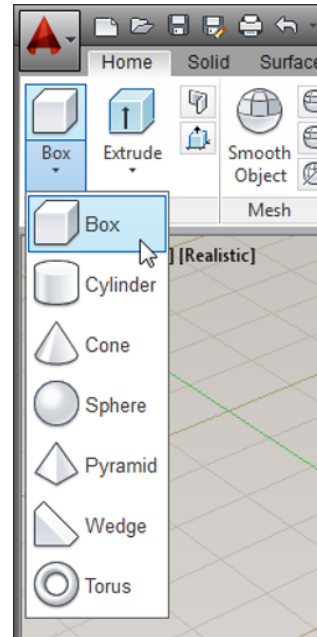 Home Solid Surface
Box Extrude Smooth
Object
Mesh
Box
] [Realistic]
Cylinder
Cone
Sphere
Pyramid
Wedge
Torus